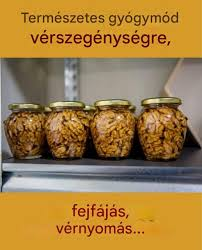 Természetes gyógymód
vérszegénységre,
fejfájás,
vérnyomás...